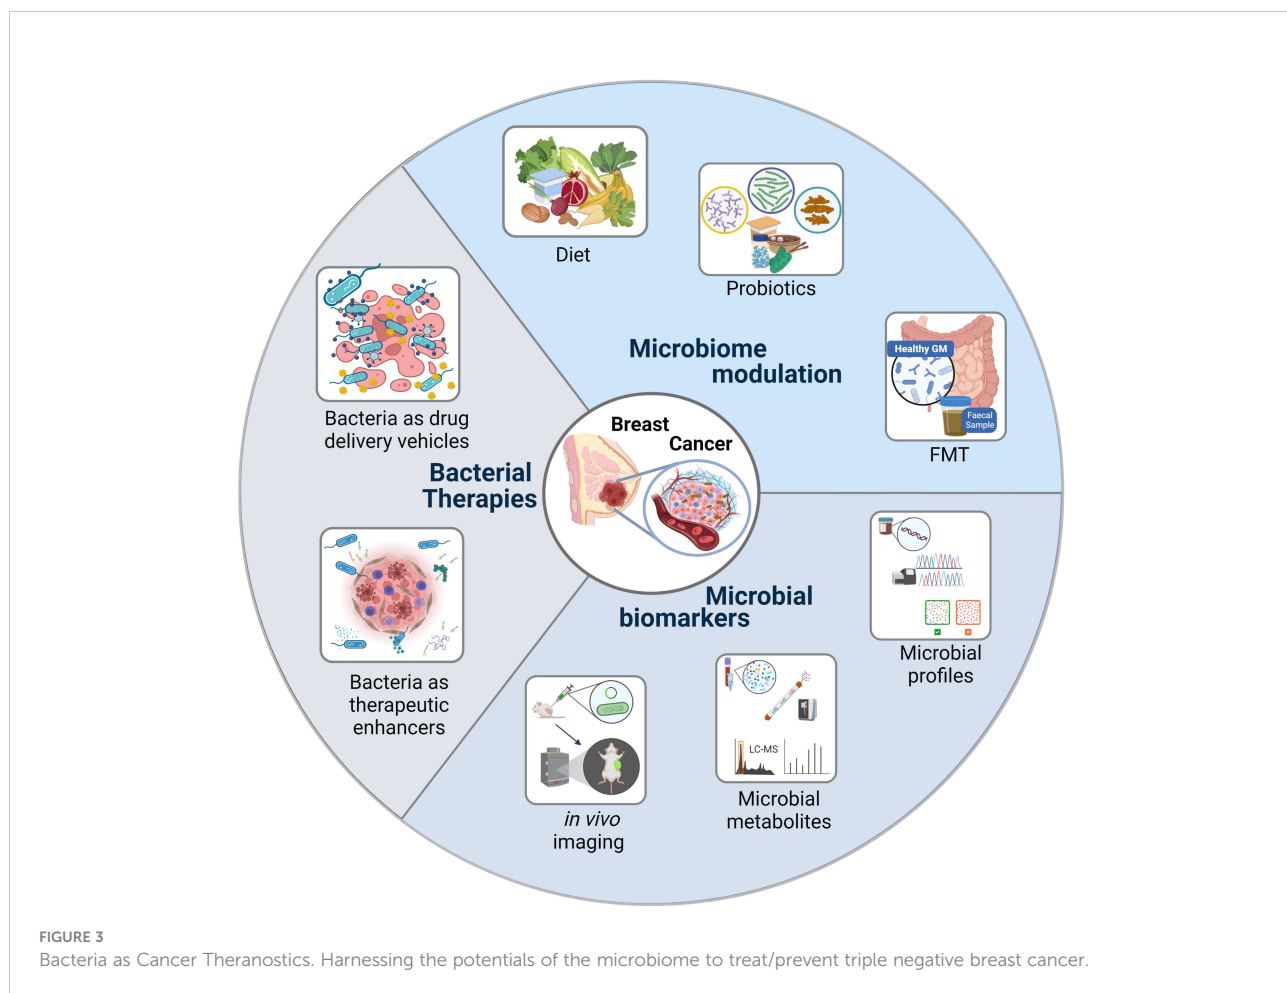 Diet
Probiotics
Healthy GM
Faecal
Sample
FMT
Microbiome
modulation
Bacteria as drug
delivery vehicles
Bacterial
Therapies
Bacteria as
therapeutic
enhancers
Breast
Cancer
Microbial
biomarkers
Microbial
profiles
LC-MS
Microbial
metabolites
in vivo
imaging
FIGURE 3
Bacteria as Cancer Theranostics. Harnessing the potentials of the microbiome to treat/prevent triple negative breast cancer.